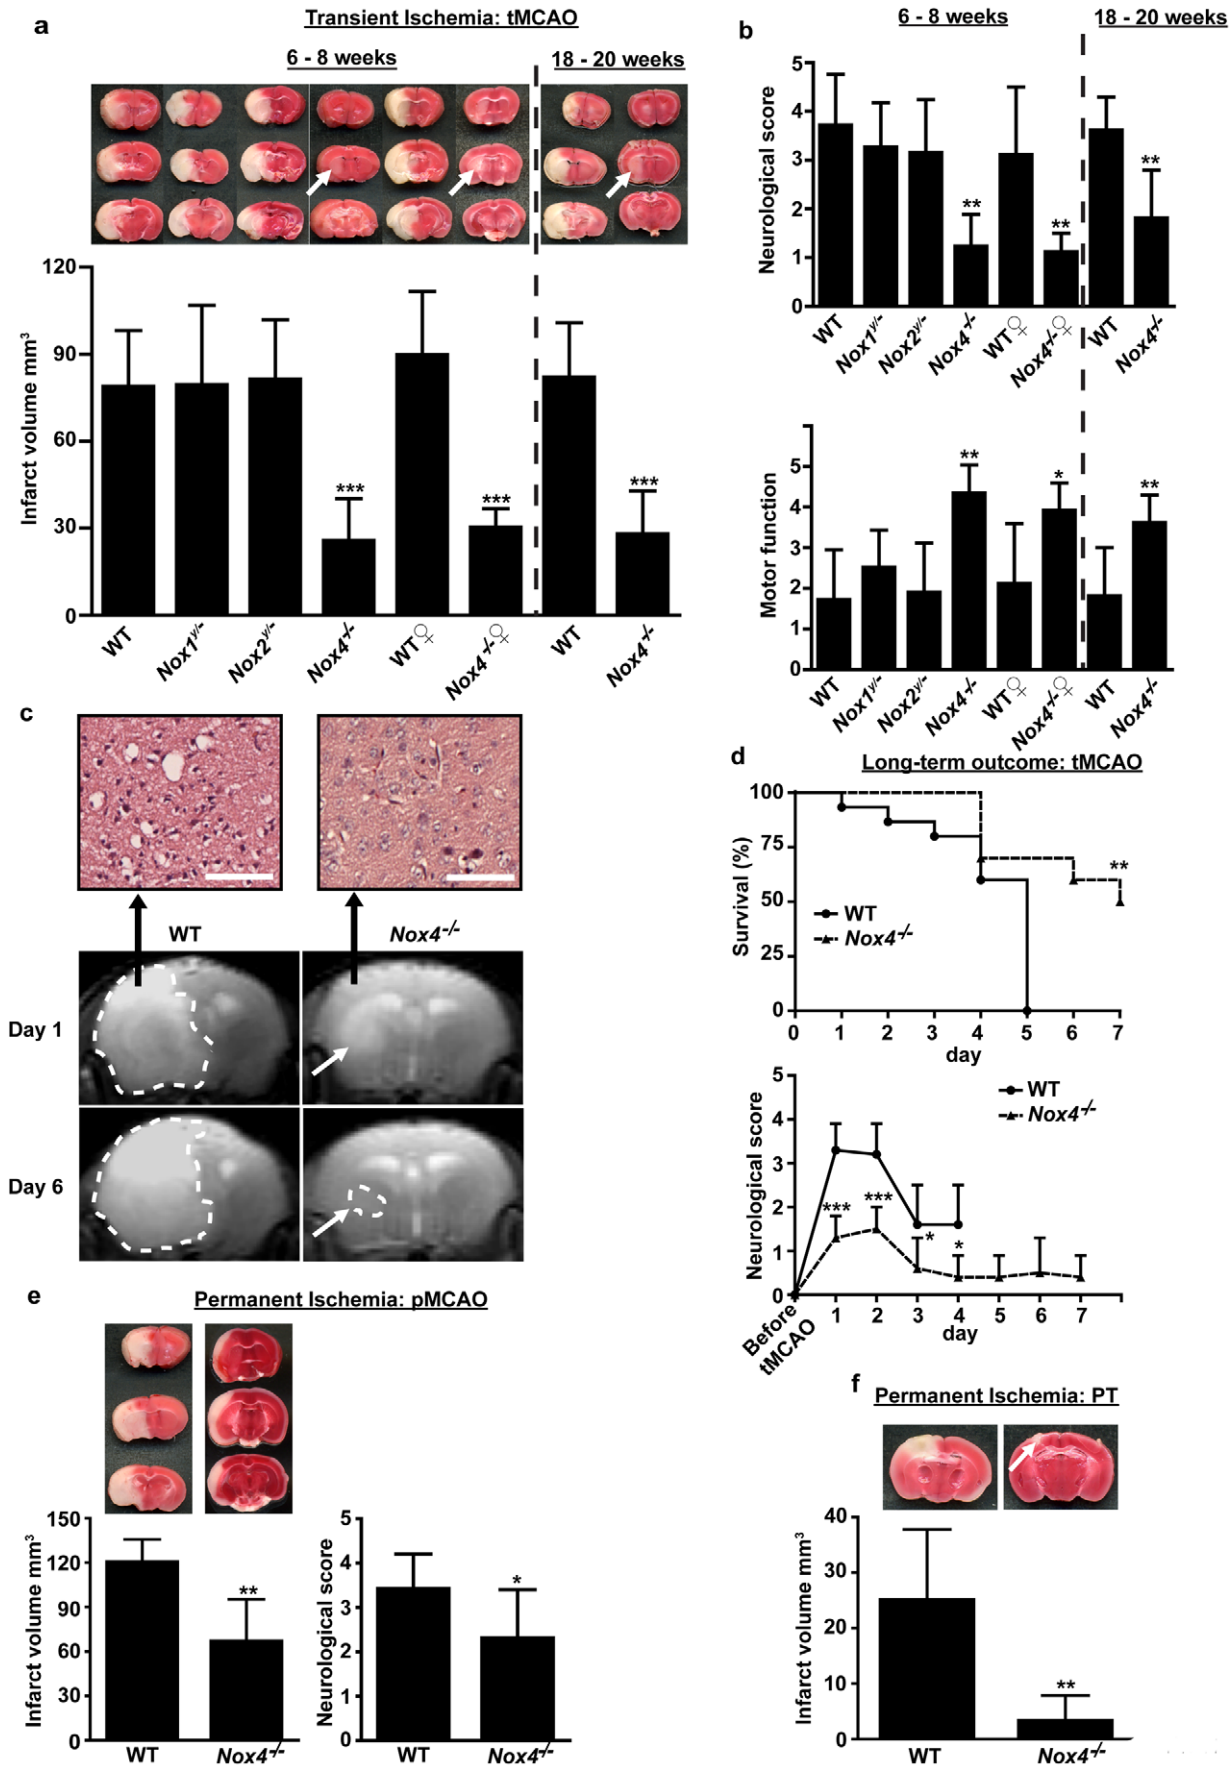 a
Transient Ischemia: tMCAO
6 - 8 weeks
18 - 20 weeks
Infarct volume mm³
120
90
60
30
0
***
***
***
WT
Nox1y/-
Nox2y/-
Nox4-/-
WT♀
Nox4-/-♀
WT
Nox4-/-
b
6 - 8 weeks
18 - 20 weeks
Neurological score
5
4
3
2
1
0
**
**
**
WT
Nox1y/-
Nox2y/-
Nox4-/-
WT♀
Nox4-/-♀
WT
Nox4-/-
Motor function
5
4
3
2
1
0
**
*
**
WT
Nox1y/-
Nox2y/-
Nox4-/-
WT♀
Nox4-/-♀
WT
Nox4-/-
c
WT
Nox4-/-
Day 1
Day 6
d
Long-term outcome: tMCAO
Survival (%)
100
75
50
25
0
**
WT
Nox4-/-
0 1 2 3 4 5 6 7
day
Neurological score
5
4
3
2
1
0
WT
Nox4-/-
*** *** * *
Before
tMCAO
1 2 3 4 5 6 7
day
e
Permanent Ischemia: pMCAO
Infarct volume mm³
150
120
90
60
30
0
**
WT Nox4-/-
Neurological score
5
4
3
2
1
0
*
WT Nox4-/-
f
Permanent Ischemia: PT
Infarct volume mm³
40
30
20
10
0
**
WT Nox4-/-